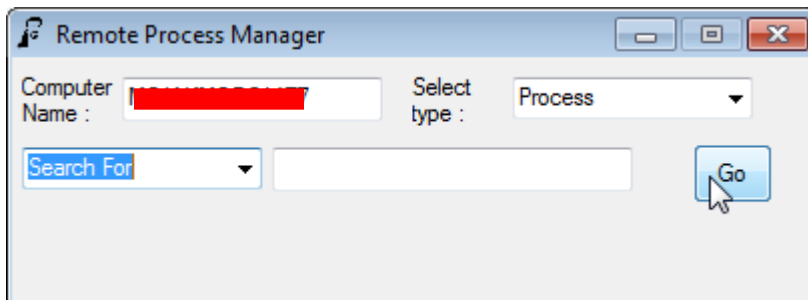 Remote Process Manager
Computer Name :
Select type :
Process
Search For
Go